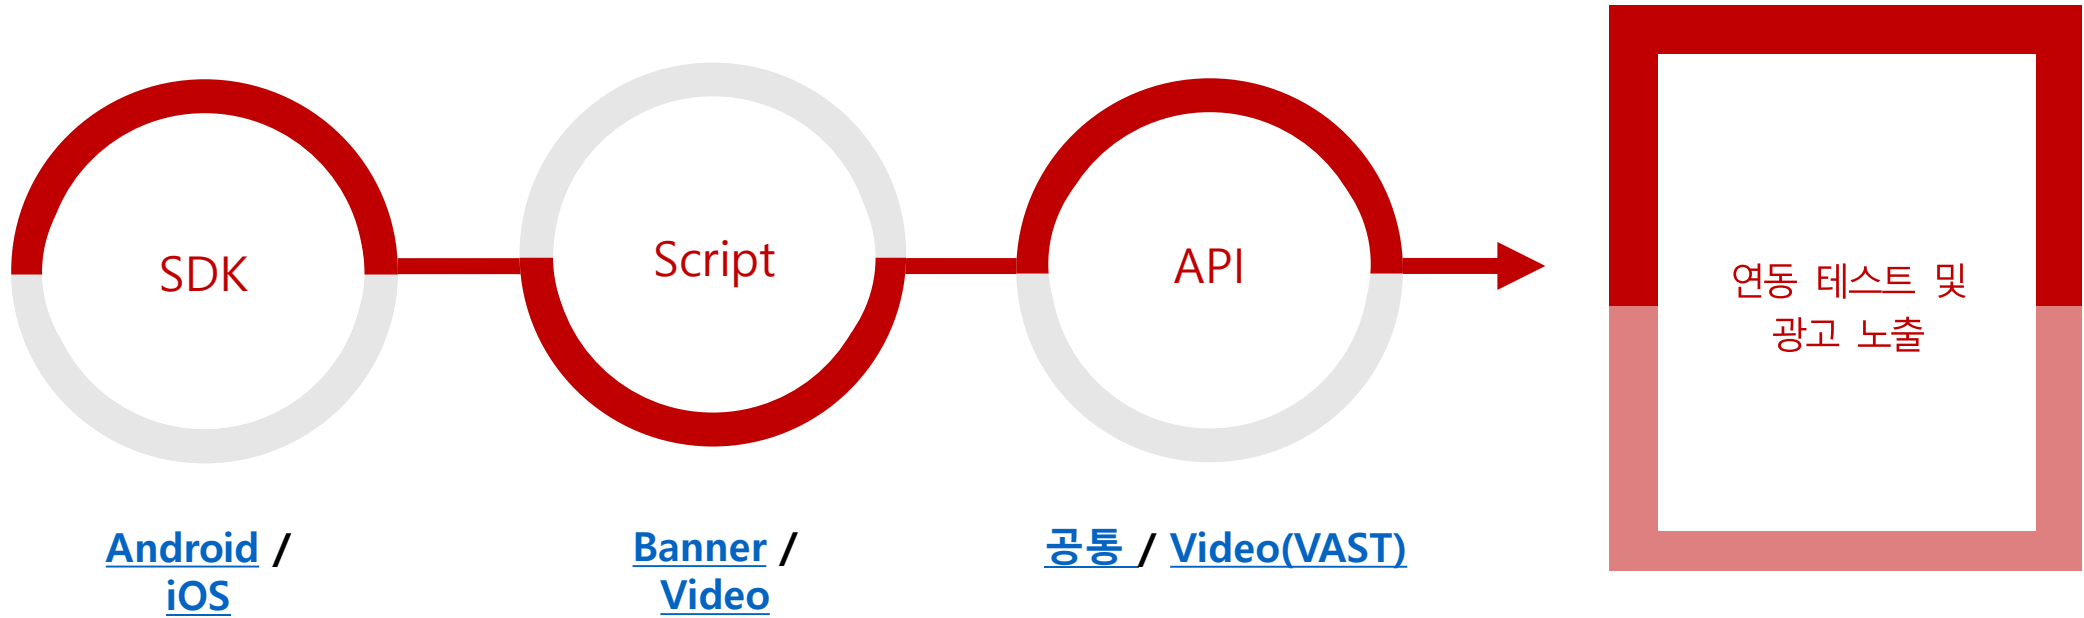 SDK
Script
API
연동 테스트 및
광고 노출
Android /
iOS
Banner /
Video
공통 / Video(VAST)